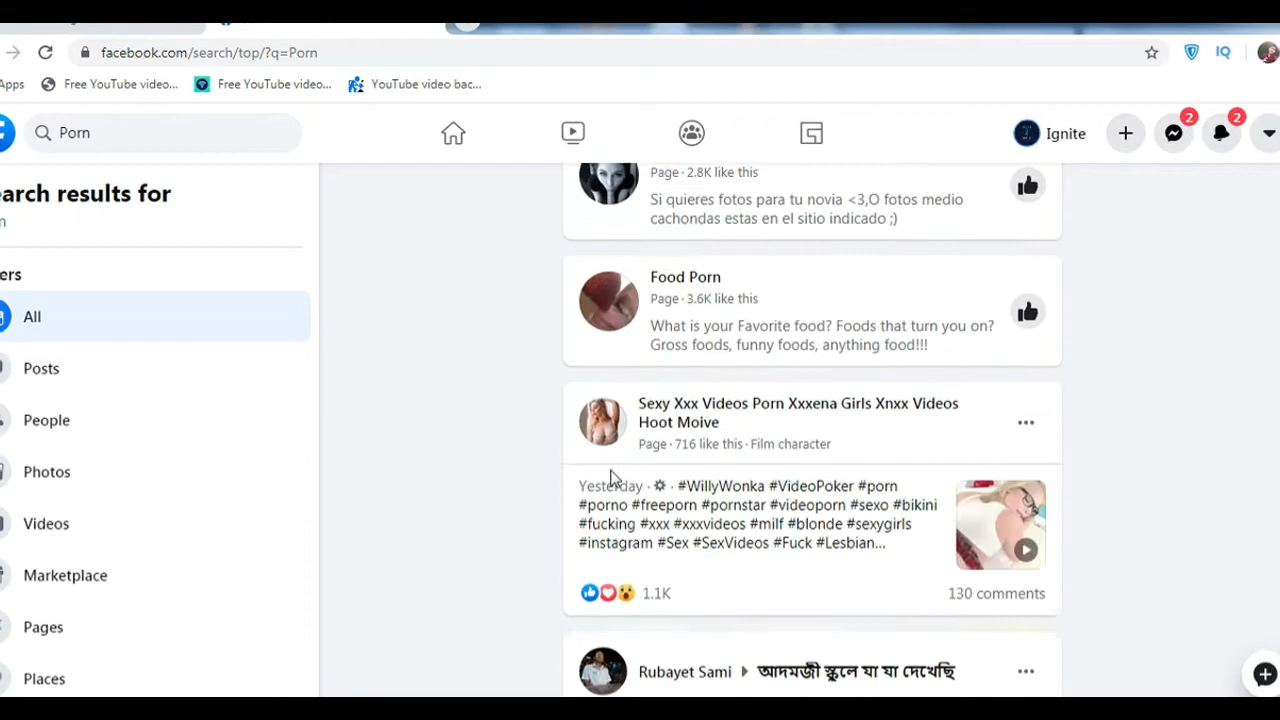 facebook.com/search/top/?q=Porn
Apps
Free YouTube video...
Free YouTube video...
YouTube video bac...
IQ
Porn
Ignite
2
2
earch results for
n
ers
All
Posts
People
Photos
Videos
Marketplace
Pages
Places
Page · 2.8K like this
Si quieres fotos para tu novia <3,O fotos medio
cachondas estas en el sitio indicado ;)
Food Porn
Page · 3.6K like this
What is your Favorite food? Foods that turn you on?
Gross foods, funny foods, anything food!!!
Sexy Xxx Videos Porn Xxxena Girls Xnxx Videos
Hoot Moive
Page · 716 like this · Film character
Yesterday · #WillyWonka #VideoPoker #porn
#porno #freeporn #pornstar #videoporn #sexo #bikini
#fucking #xxx #xxxvideos #milf #blonde #sexygirls
#instagram #Sex #SexVideos #Fuck #Lesbian...
1.1K
130 comments
Rubayet Sami ▶ আদমজী স্কুলে যা যা দেখেছি